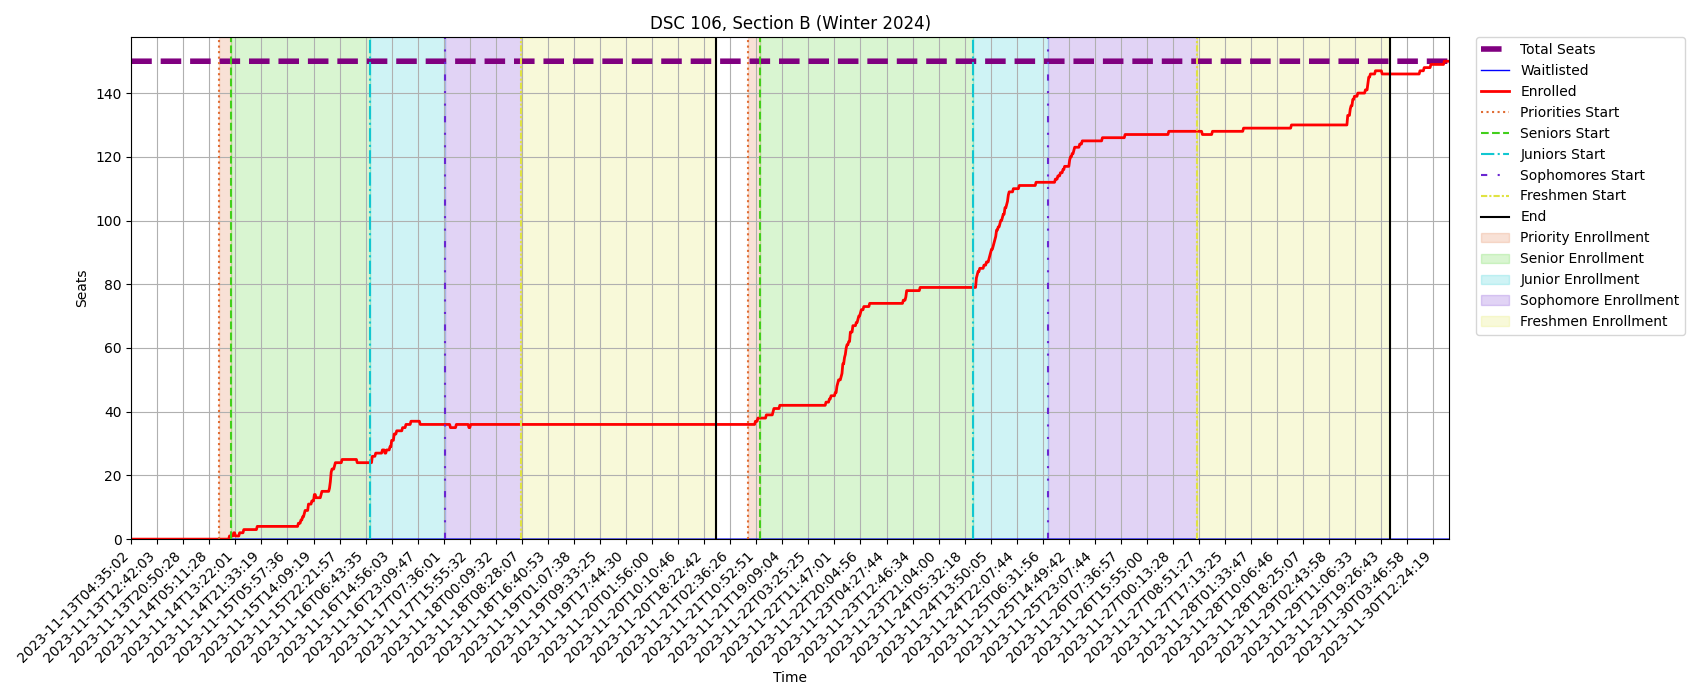 DSC 106, Section B (Winter 2024)
Seats
140
120
100
80
60
40
20
0
2023-11-13T04:35:02
2023-11-13T12:42:03
2023-11-13T20:50:28
2023-11-14T05:11:28
2023-11-14T13:22:01
2023-11-14T21:33:19
2023-11-15T05:57:36
2023-11-15T14:09:19
2023-11-15T22:21:57
2023-11-16T06:43:35
2023-11-16T14:56:03
2023-11-16T23:09:47
2023-11-17T07:36:01
2023-11-17T15:55:32
2023-11-18T00:09:32
2023-11-18T08:28:07
2023-11-18T16:40:53
2023-11-19T01:07:38
2023-11-19T09:33:25
2023-11-19T17:44:30
2023-11-20T01:56:00
2023-11-20T10:10:46
2023-11-20T18:22:42
2023-11-21T02:36:26
2023-11-21T10:52:51
2023-11-21T19:09:04
2023-11-22T03:25:25
2023-11-22T11:47:01
2023-11-22T20:04:56
2023-11-23T04:27:44
2023-11-23T12:46:34
2023-11-23T21:04:00
2023-11-24T05:32:18
2023-11-24T13:50:05
2023-11-24T22:07:44
2023-11-25T06:31:56
2023-11-25T14:49:42
2023-11-25T23:07:44
2023-11-26T07:36:57
2023-11-26T15:55:00
2023-11-27T00:13:28
2023-11-27T08:51:27
2023-11-27T17:13:25
2023-11-28T01:33:47
2023-11-28T10:06:46
2023-11-28T18:25:07
2023-11-29T02:43:58
2023-11-29T11:06:33
2023-11-29T19:26:43
2023-11-30T03:46:58
2023-11-30T12:24:19
Time
Total Seats
Waitlisted
Enrolled
Priorities Start
Seniors Start
Juniors Start
Sophomores Start
Freshmen Start
End
Priority Enrollment
Senior Enrollment
Junior Enrollment
Sophomore Enrollment
Freshmen Enrollment